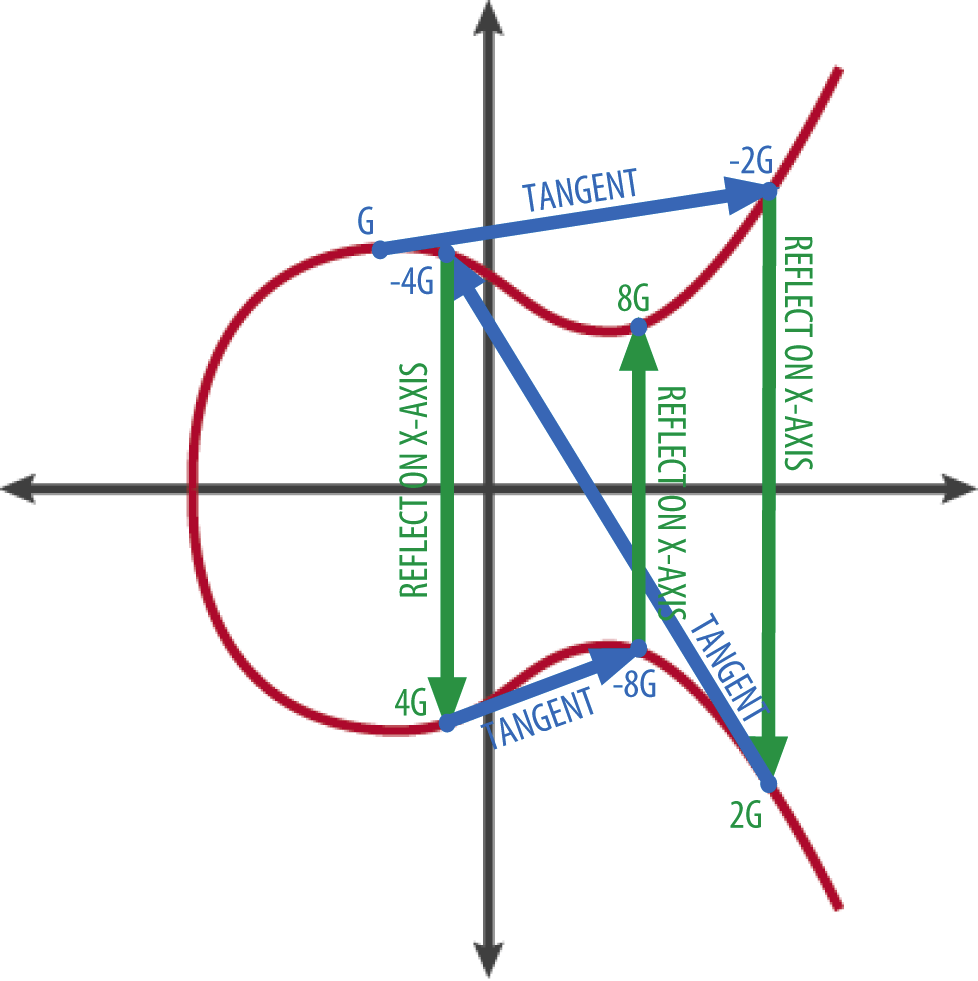 -2G
TANGENT
G
-4G
8G
REFLECT ON X-AXIS
REFLECT ON X-AXIS
REFLECT ON X-AXIS
TANGENT
-8G
4G
TANGENT
2G